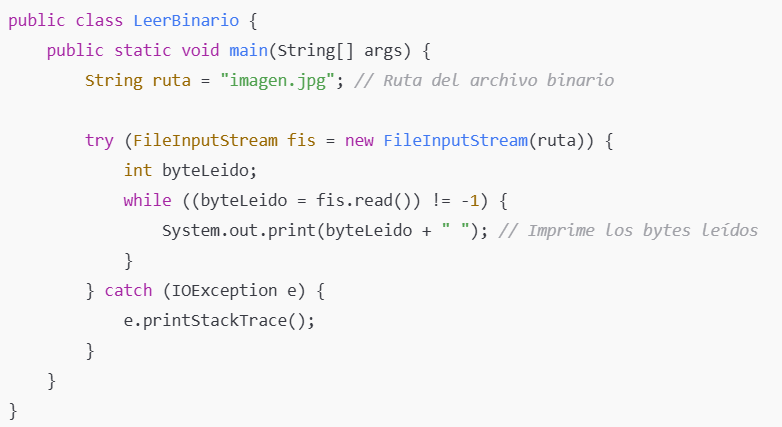 public class LeerBinario {
    public static void main(String[] args) {
        String ruta = "imagen.jpg"; // Ruta del archivo binario

        try (FileInputStream fis = new FileInputStream(ruta)) {
            int byteLeido;
            while ((byteLeido = fis.read()) != -1) {
                System.out.print(byteLeido + " "); // Imprime los bytes leídos
            }
        } catch (IOException e) {
            e.printStackTrace();
        }
    }
}